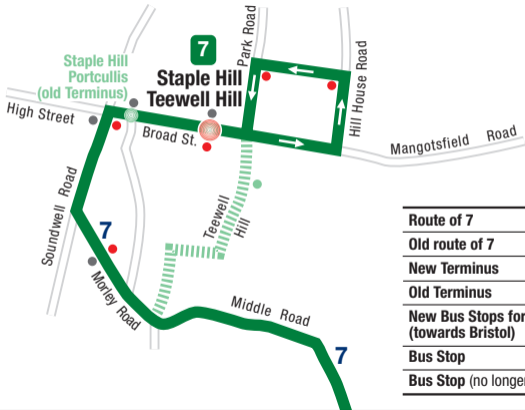 7
Staple Hill
Teewell Hill
Staple Hill
Portcullis
(old Terminus)
Park Road
Hill House Road
High Street
Broad St.
Mangotsfield Road
Soundwell Road
Teewell
Hill
7
Morley Road
Middle Road
7
Route of 7
Old route of 7
New Terminus
Old Terminus
New Bus Stops for
(towards Bristol)
Bus Stop
Bus Stop (no longer